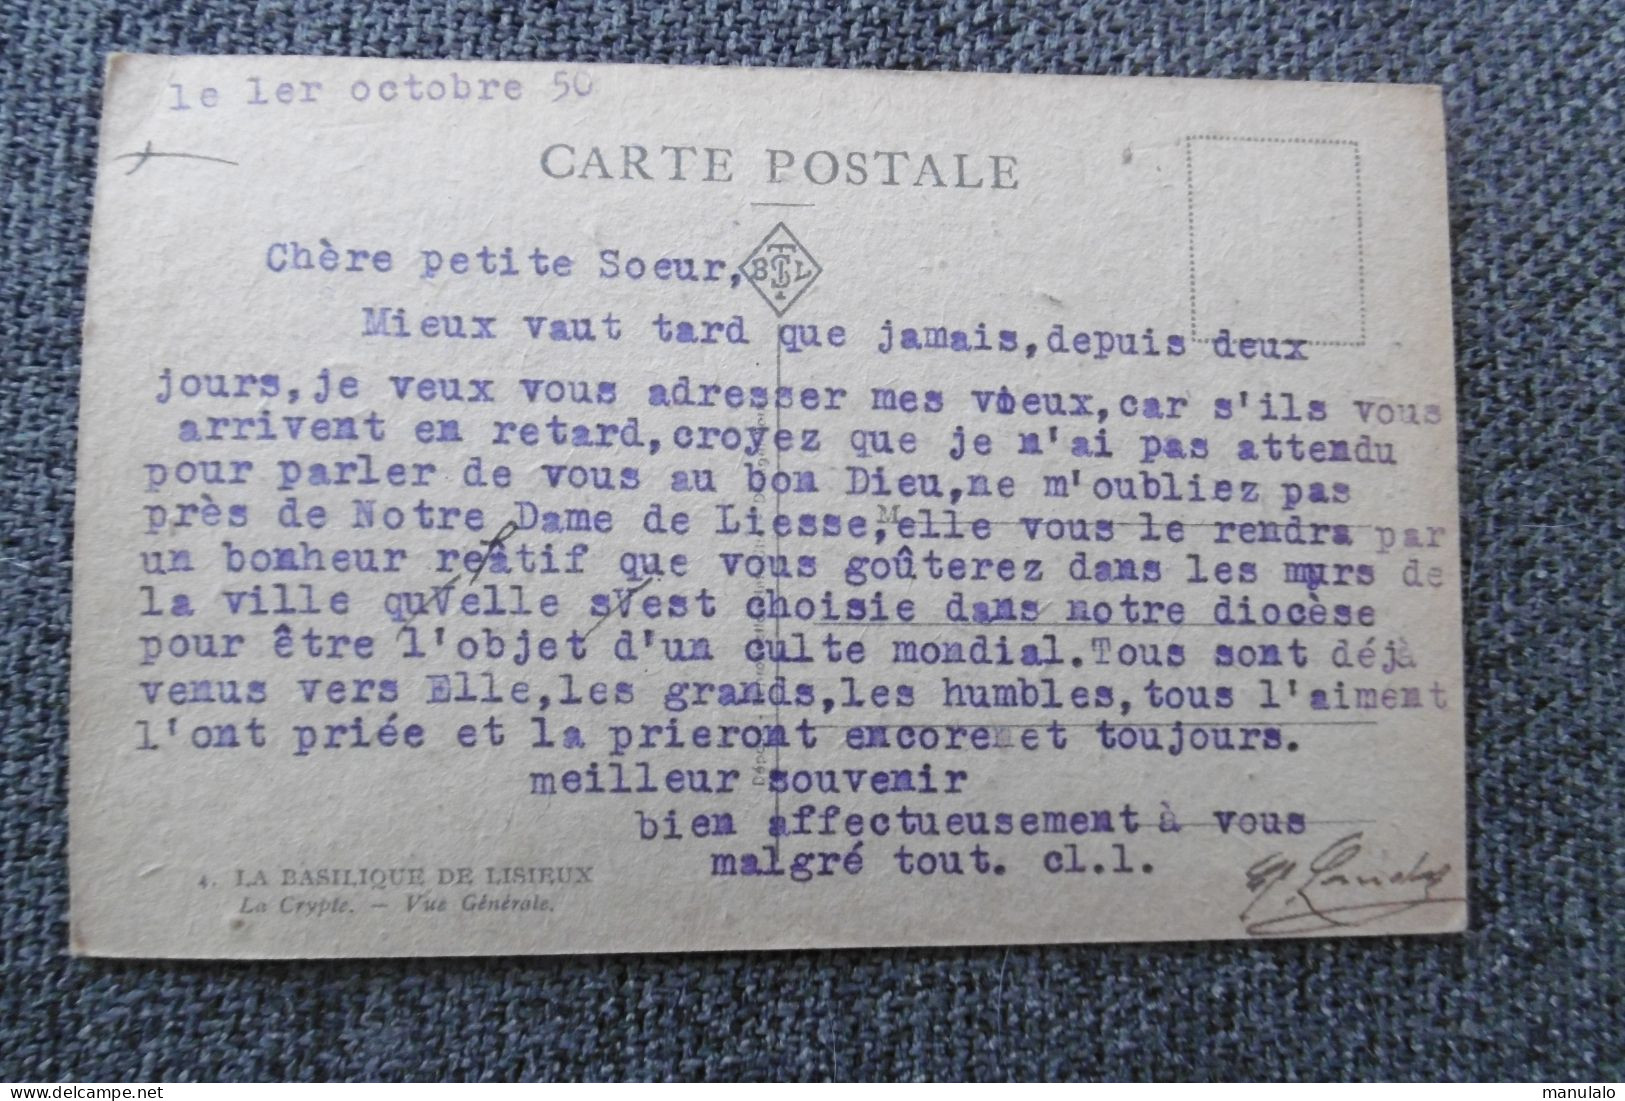 le 1er octobre 50
CARTE POSTALE
Chère petite Soeur,
B L
Mieux vaut tard que jamais,depuis deux
jours,je veux vous adresser mes voeux,car s'ils vous
arrivent en retard,croyez que je n'ai pas attendu
pour parler de vous au bon Dieu,ne m'oubliez pas
près de Notre Dame de Liesse,elle vous le rendra par
M
un bonheur reâtif que vous goûterez dans les murs de
la ville qu'elle s'est choisie dans notre diocèse
pour être l'objet d'un culte mondial.Tous sont déjà
venus vers Elle,les grands,les humbles,tous l'aiment
l'ont priée et la prieront encore et toujours.
meilleur souvenir
bien affectueusement à vous
malgré tout. cl.l.
4. LA BASILIQUE DE LISIEUX
La Crypte. — Vue Générale.
manulalo